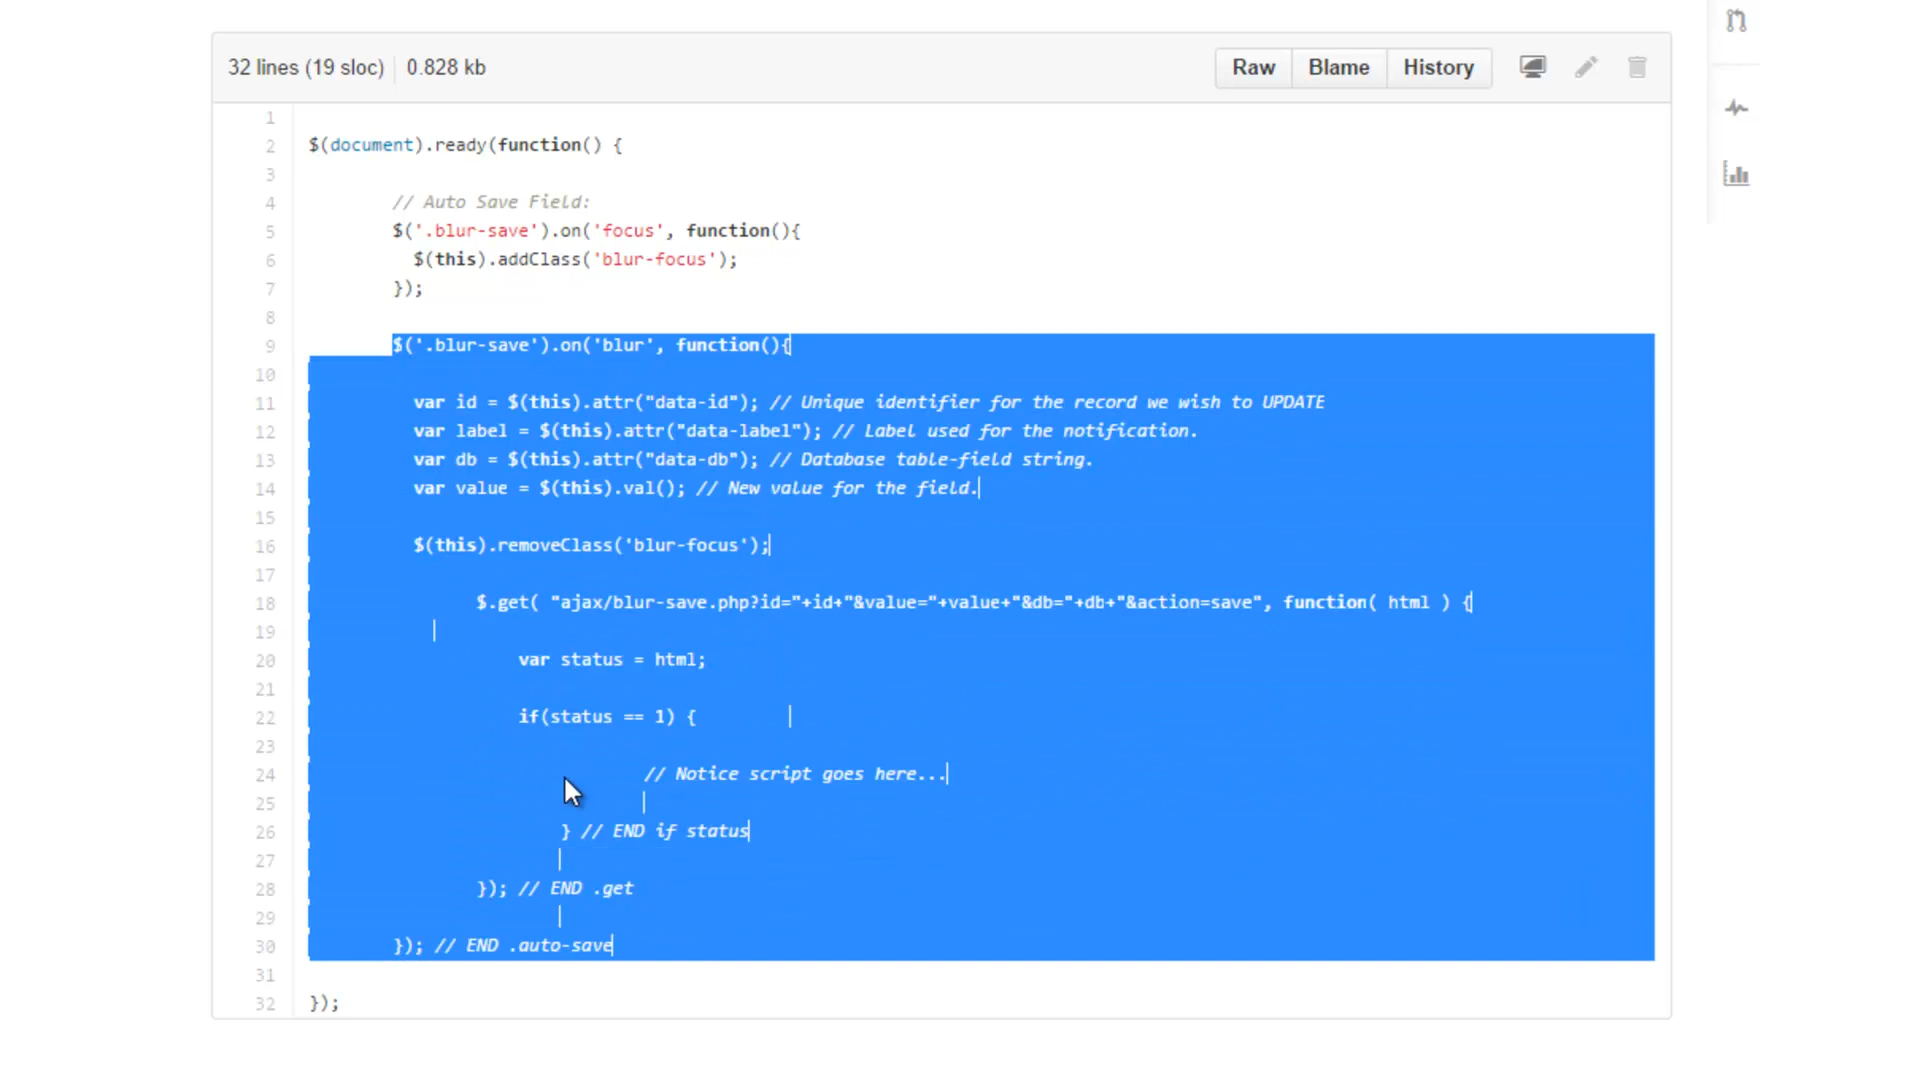 32 lines (19 sloc) 0.828 kb Raw Blame History
1
2 $(document).ready(function() {
3
4 // Auto Save Field:
5 $('.blur-save').on('focus', function(){
6 $(this).addClass('blur-focus');
7 });
8
9 $('.blur-save').on('blur', function(){
10
11 var id = $(this).attr("data-id"); // Unique identifier for the record we wish to UPDATE
12 var label = $(this).attr("data-label"); // Label used for the notification.
13 var db = $(this).attr("data-db"); // Database table-field string.
14 var value = $(this).val(); // New value for the field.
15
16 $(this).removeClass('blur-focus');
17
18 $.get( "ajax/blur-save.php?id="+id+"&value="+value+"&db="+db+"&action=save", function( html ) {
19
20 var status = html;
21
22 if(status == 1) {
23
24 // Notice script goes here...
25
26 } // END if status
27
28 }); // END .get
29
30 }); // END .auto-save
31
32 });